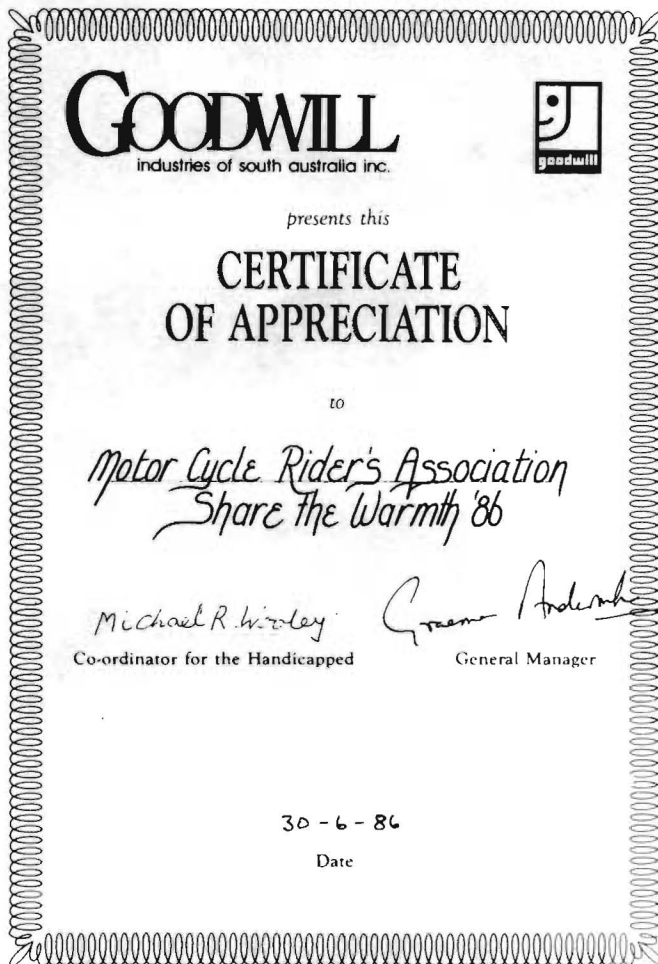 GOODWILL
industries of south australia inc.
goodwill
presents this
CERTIFICATE
OF APPRECIATION
to
Motor Cycle Rider's Association
Share the Warmth '86
Michael R. Graeme
Co-ordinator for the Handicapped General Manager
30-6-86
Date